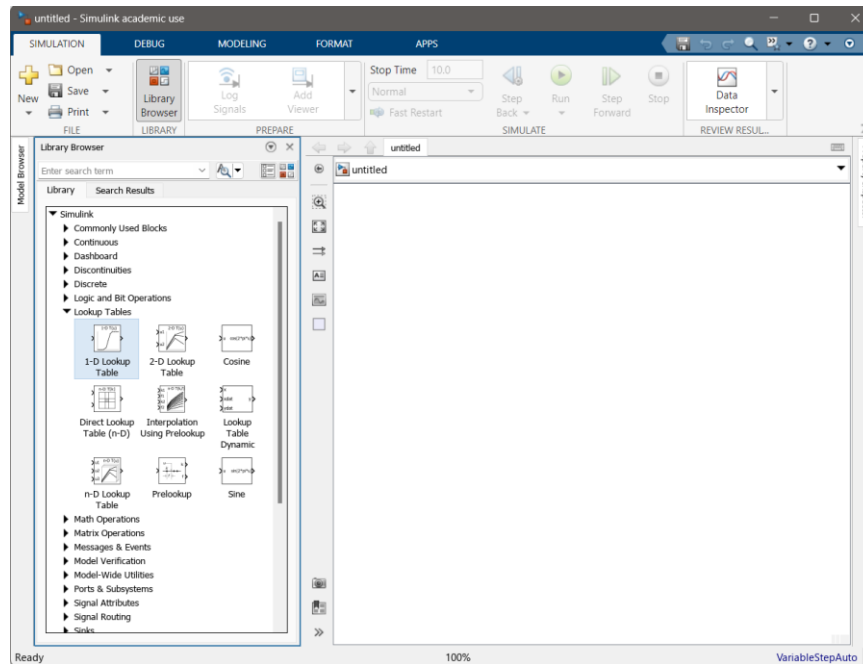 untitled - Simulink academic use
SIMULATION DEBUG MODELING FORMAT APPS
New
Open
Save
Print
FILE
Library
Browser
LIBRARY
Log
Signals
Add
Viewer
PREPARE
Stop Time 10.0
Normal
Fast Restart
Step
Back
Run
Step
Forward
Stop
SIMULATE
Data
Inspector
REVIEW RESUL...
Model Browser
Library Browser
Enter search term
Library Search Results
Simulink
Commonly Used Blocks
Continuous
Dashboard
Discontinuities
Discrete
Logic and Bit Operations
Lookup Tables
1-D Lookup
Table
2-D Lookup
Table
Cosine
Direct Lookup
Table (n-D)
Interpolation
Using Prelookup
Lookup
Table
Dynamic
n-D Lookup
Table
Prelookup
Sine
Math Operations
Matrix Operations
Messages & Events
Model Verification
Model-Wide Utilities
Ports & Subsystems
Signal Attributes
Signal Routing
Sinks
untitled
untitled
Ready
100%
VariableStepAuto